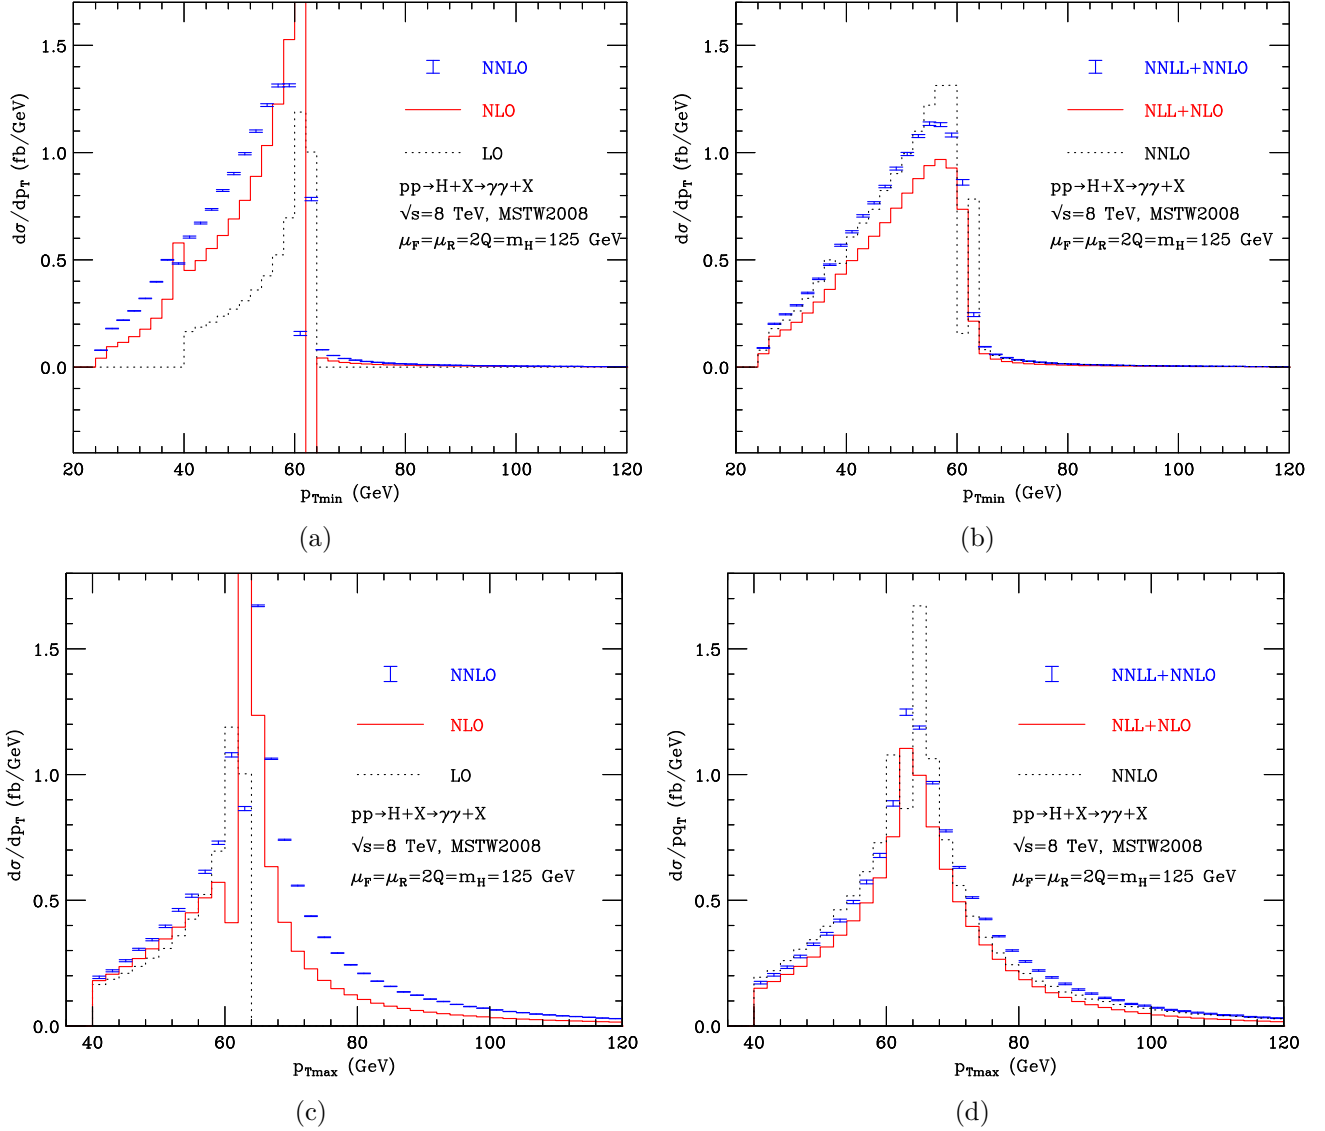 1.5
1.0
0.5
0.0
dσ/dp_T (fb/GeV)
NNLO
NLO
LO
pp→H+X→γγ+X
√s=8 TeV, MSTW2008
μ_F=μ_R=2Q=m_H=125 GeV
20 40 60 80 100 120
p_Tmin (GeV)
(a)
1.5
1.0
0.5
0.0
dσ/dp_T (fb/GeV)
NNLL+NNLO
NLL+NLO
NNLO
pp→H+X→γγ+X
√s=8 TeV, MSTW2008
μ_F=μ_R=2Q=m_H=125 GeV
20 40 60 80 100 120
p_Tmin (GeV)
(b)
1.5
1.0
0.5
0.0
dσ/dp_T (fb/GeV)
NNLO
NLO
LO
pp→H+X→γγ+X
√s=8 TeV, MSTW2008
μ_F=μ_R=2Q=m_H=125 GeV
40 60 80 100 120
p_Tmax (GeV)
(c)
1.5
1.0
0.5
0.0
dσ/pq_T (fb/GeV)
NNLL+NNLO
NLL+NLO
NNLO
pp→H+X→γγ+X
√s=8 TeV, MSTW2008
μ_F=μ_R=2Q=m_H=125 GeV
40 60 80 100 120
p_Tmax (GeV)
(d)